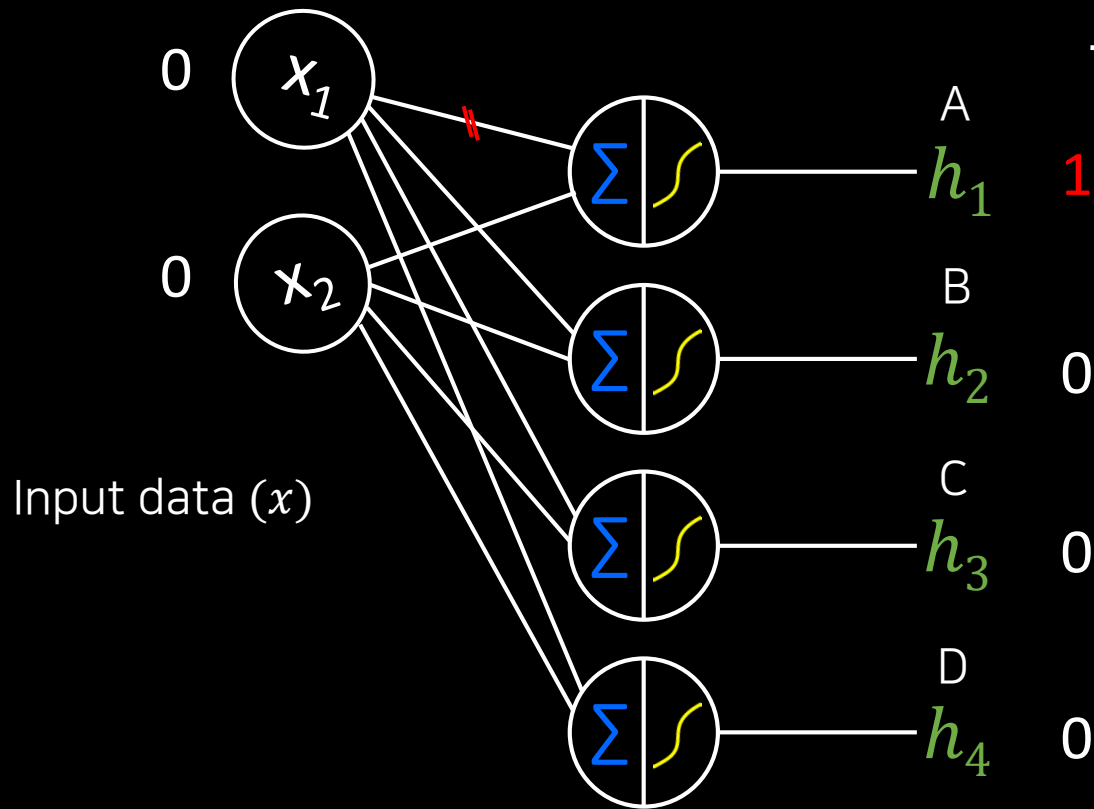 0 x₁
A
Σ h₁ 1
0 x₂
B
Σ h₂ 0
Input data (x)
C
Σ h₃ 0
D
Σ h₄ 0